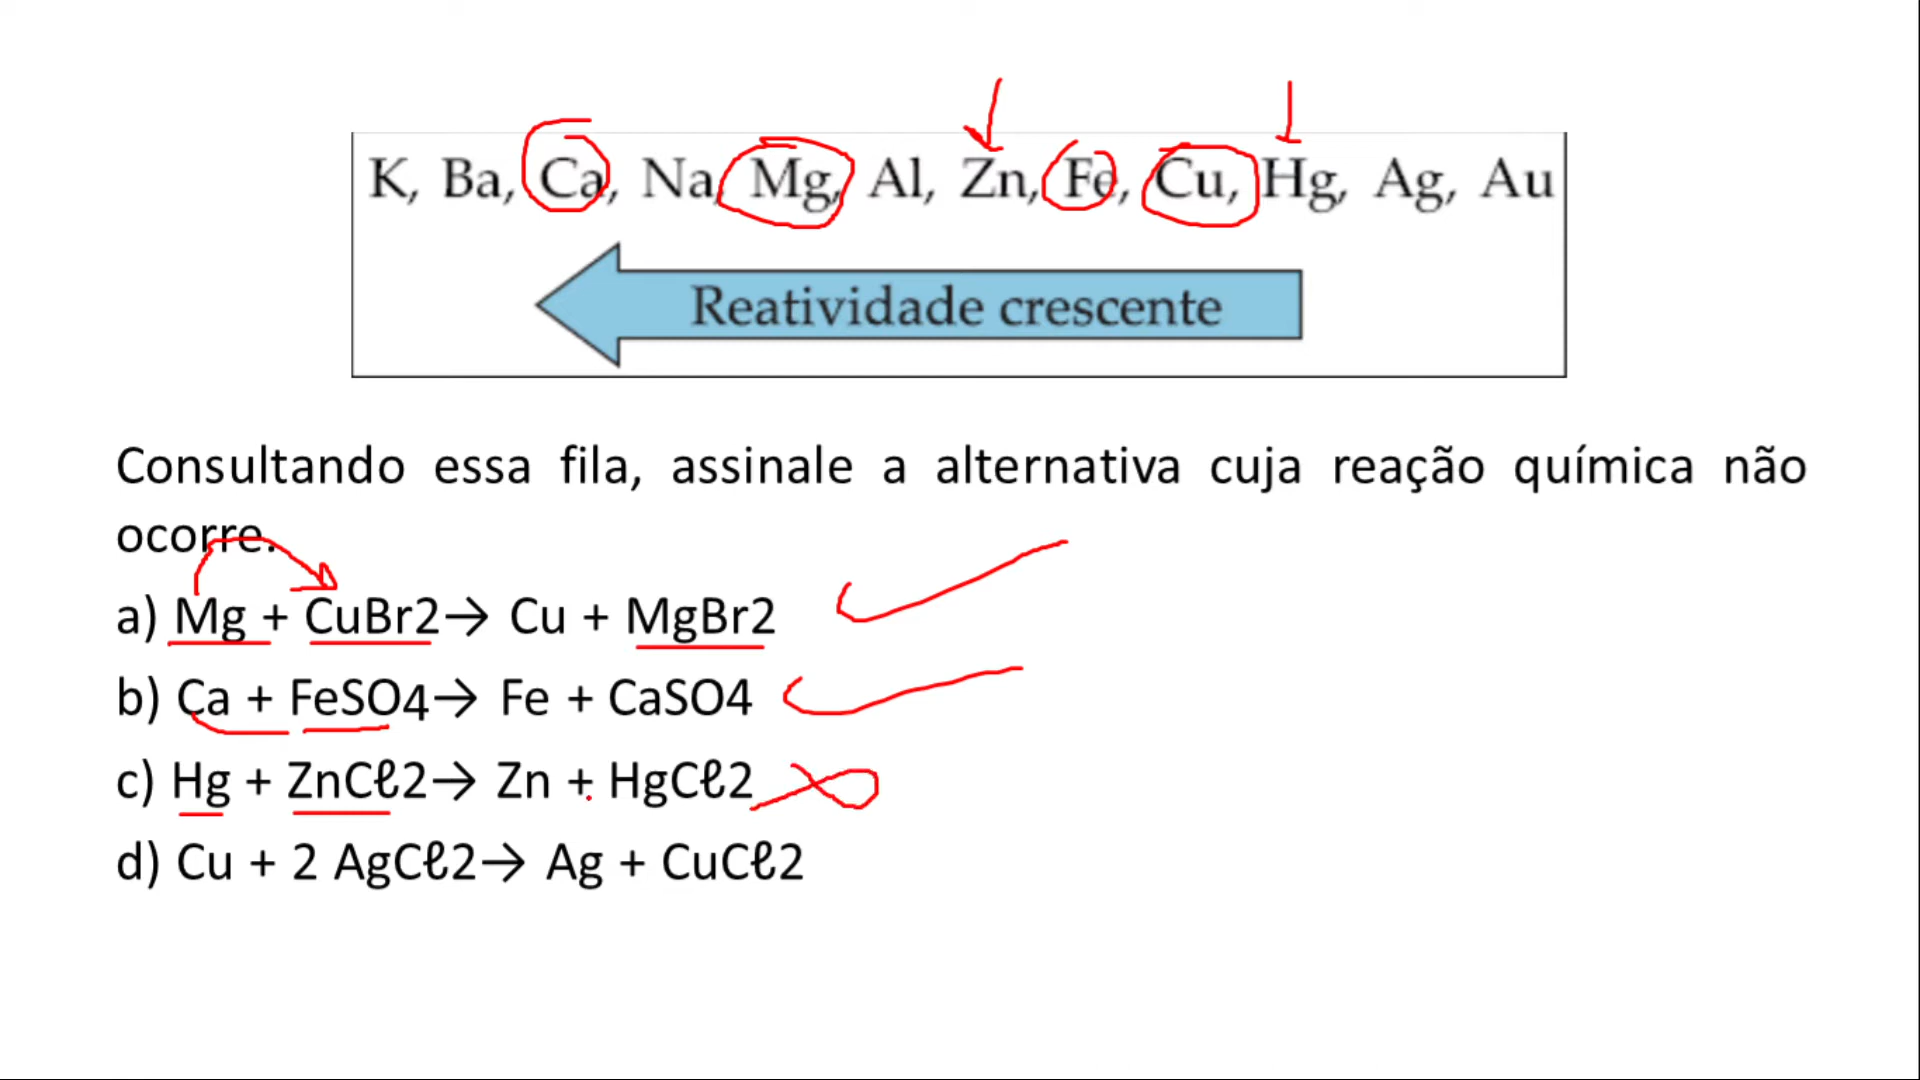 K, Ba, Ca, Na, Mg, Al, Zn, Fe, Cu, Hg, Ag, Au
Reatividade crescente
Consultando essa fila, assinale a alternativa cuja reação química não
ocorre.
a) Mg + CuBr2→ Cu + MgBr2
b) Ca + FeSO4→ Fe + CaSO4
c) Hg + ZnCℓ2→ Zn + HgCℓ2
d) Cu + 2 AgCℓ2→ Ag + CuCℓ2